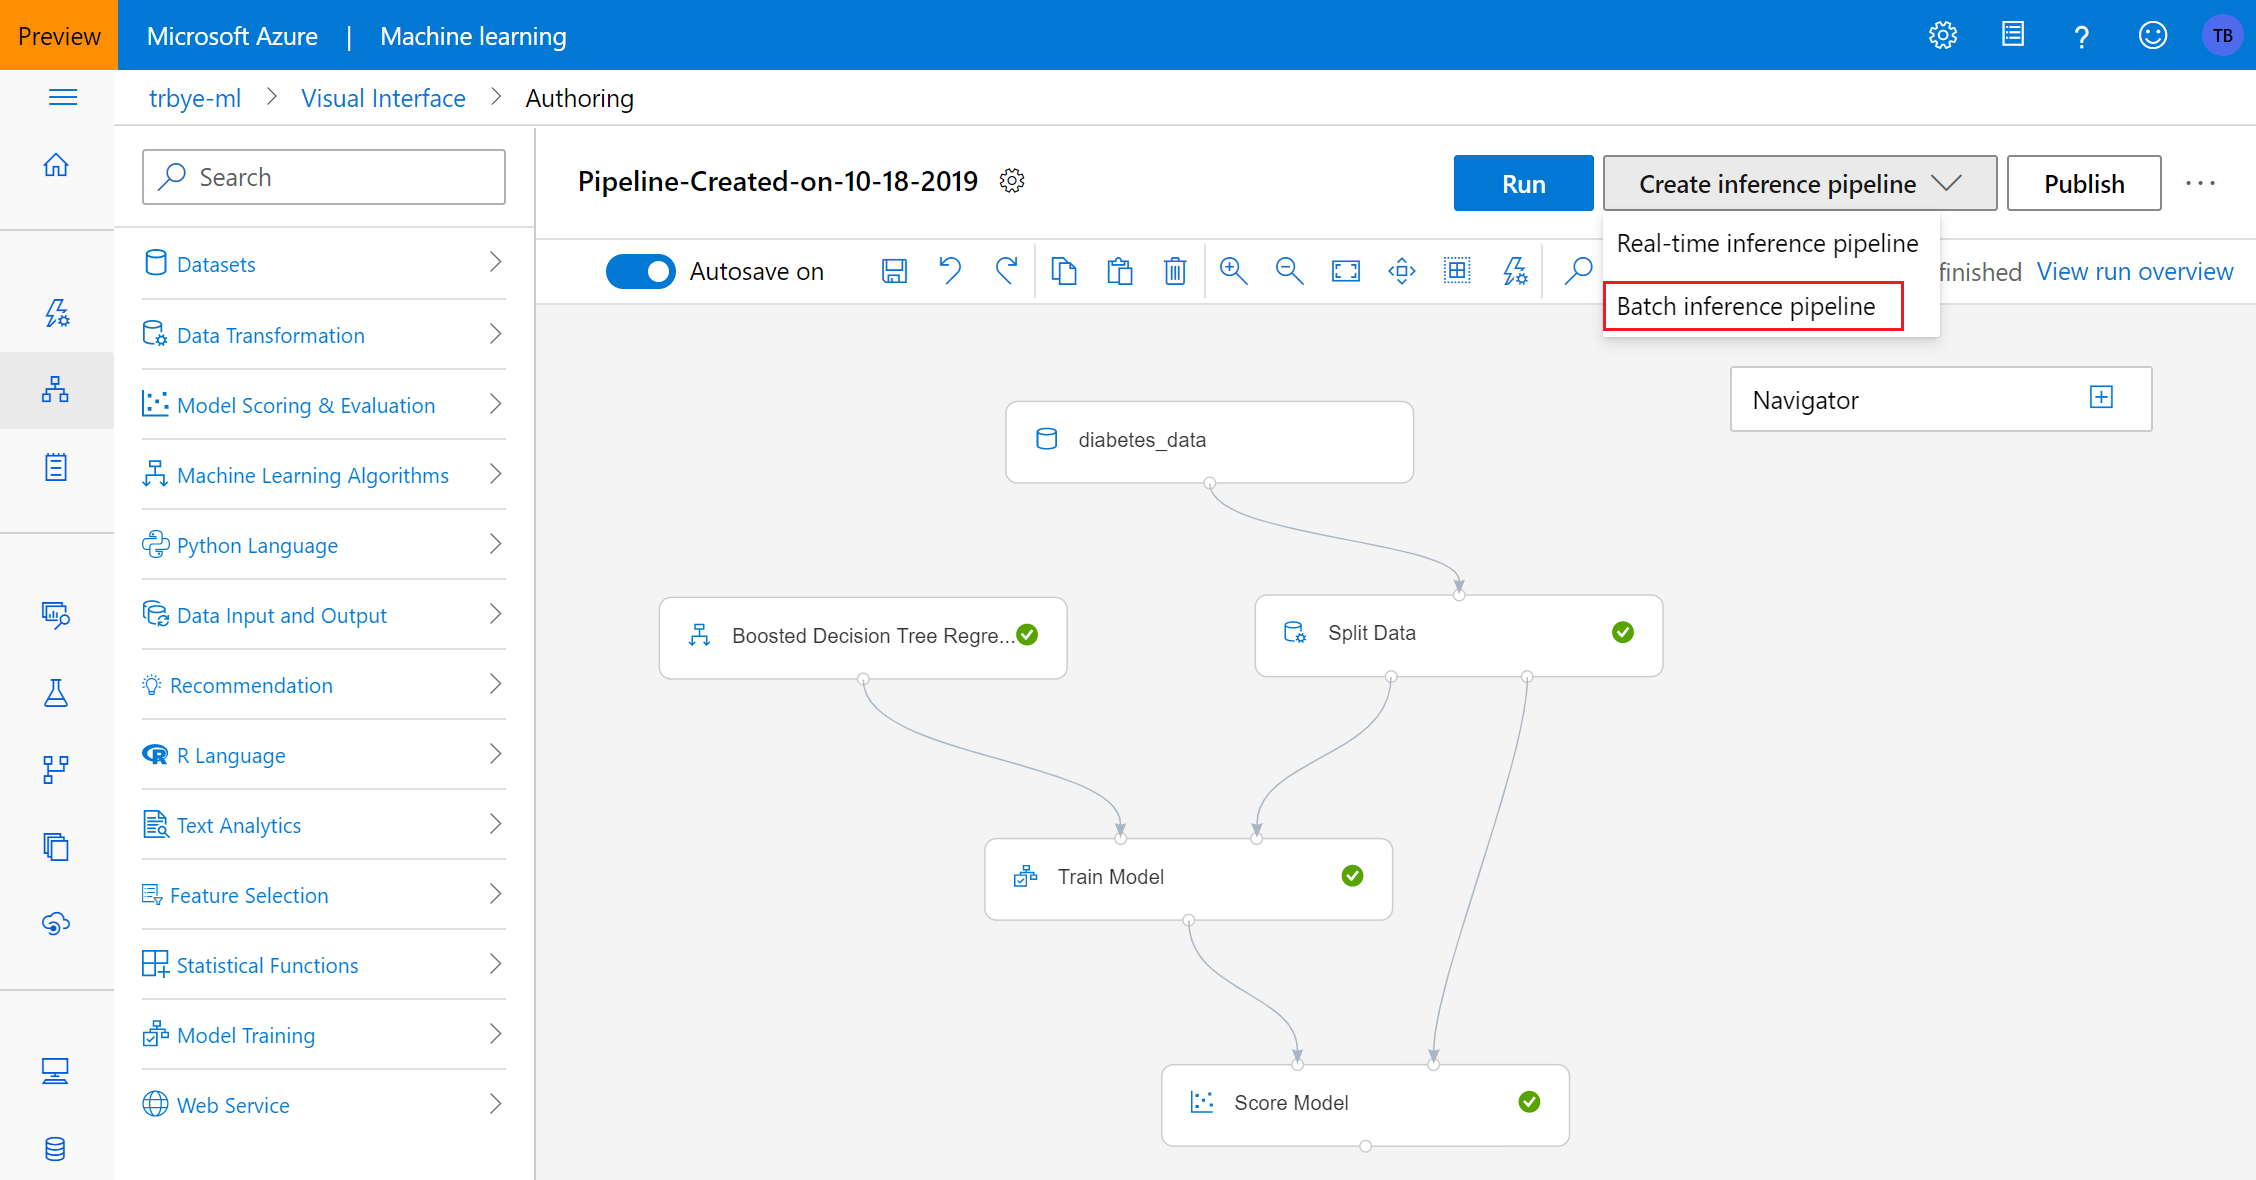 Preview
Microsoft Azure | Machine learning
TB
trbye-ml > Visual Interface > Authoring
Search
Datasets
Data Transformation
Model Scoring & Evaluation
Machine Learning Algorithms
Python Language
Data Input and Output
Recommendation
R Language
Text Analytics
Feature Selection
Statistical Functions
Model Training
Web Service
Pipeline-Created-on-10-18-2019
Run
Create inference pipeline
Publish
...
Real-time inference pipeline
Batch inference pipeline
Autosave on
finished View run overview
Navigator
diabetes_data
Boosted Decision Tree Regre...
Split Data
Train Model
Score Model